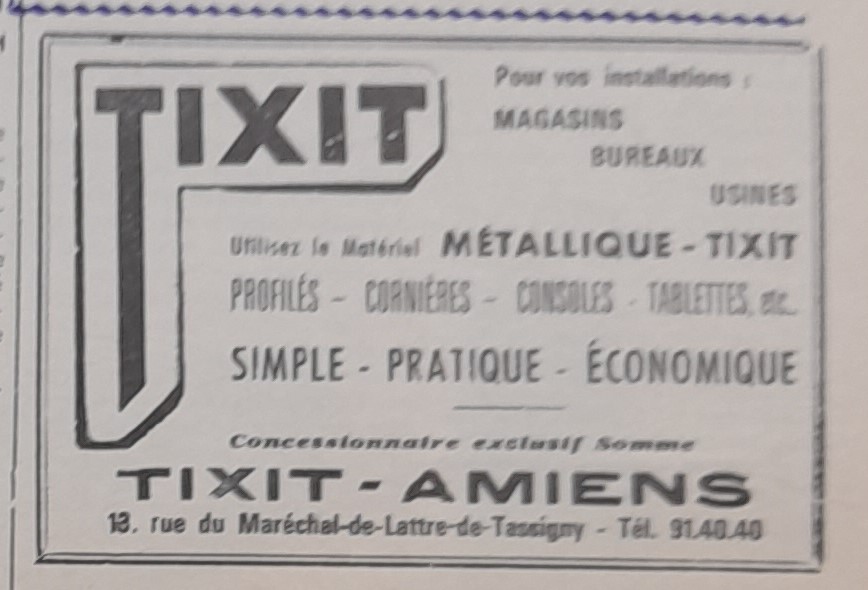 TIXIT
Pour vos installations :
MAGASINS
BUREAUX
USINES
Utilisez le Matériel MÉTALLIQUE - TIXIT
PROFILÉS - CORNIÈRES - CONSOLES - TABLETTES, etc..
SIMPLE - PRATIQUE - ÉCONOMIQUE
Concessionnaire exclusif Somme
TIXIT - AMIENS
13, rue du Maréchal-de-Lattre-de-Tassigny - Tél. 91.40.40